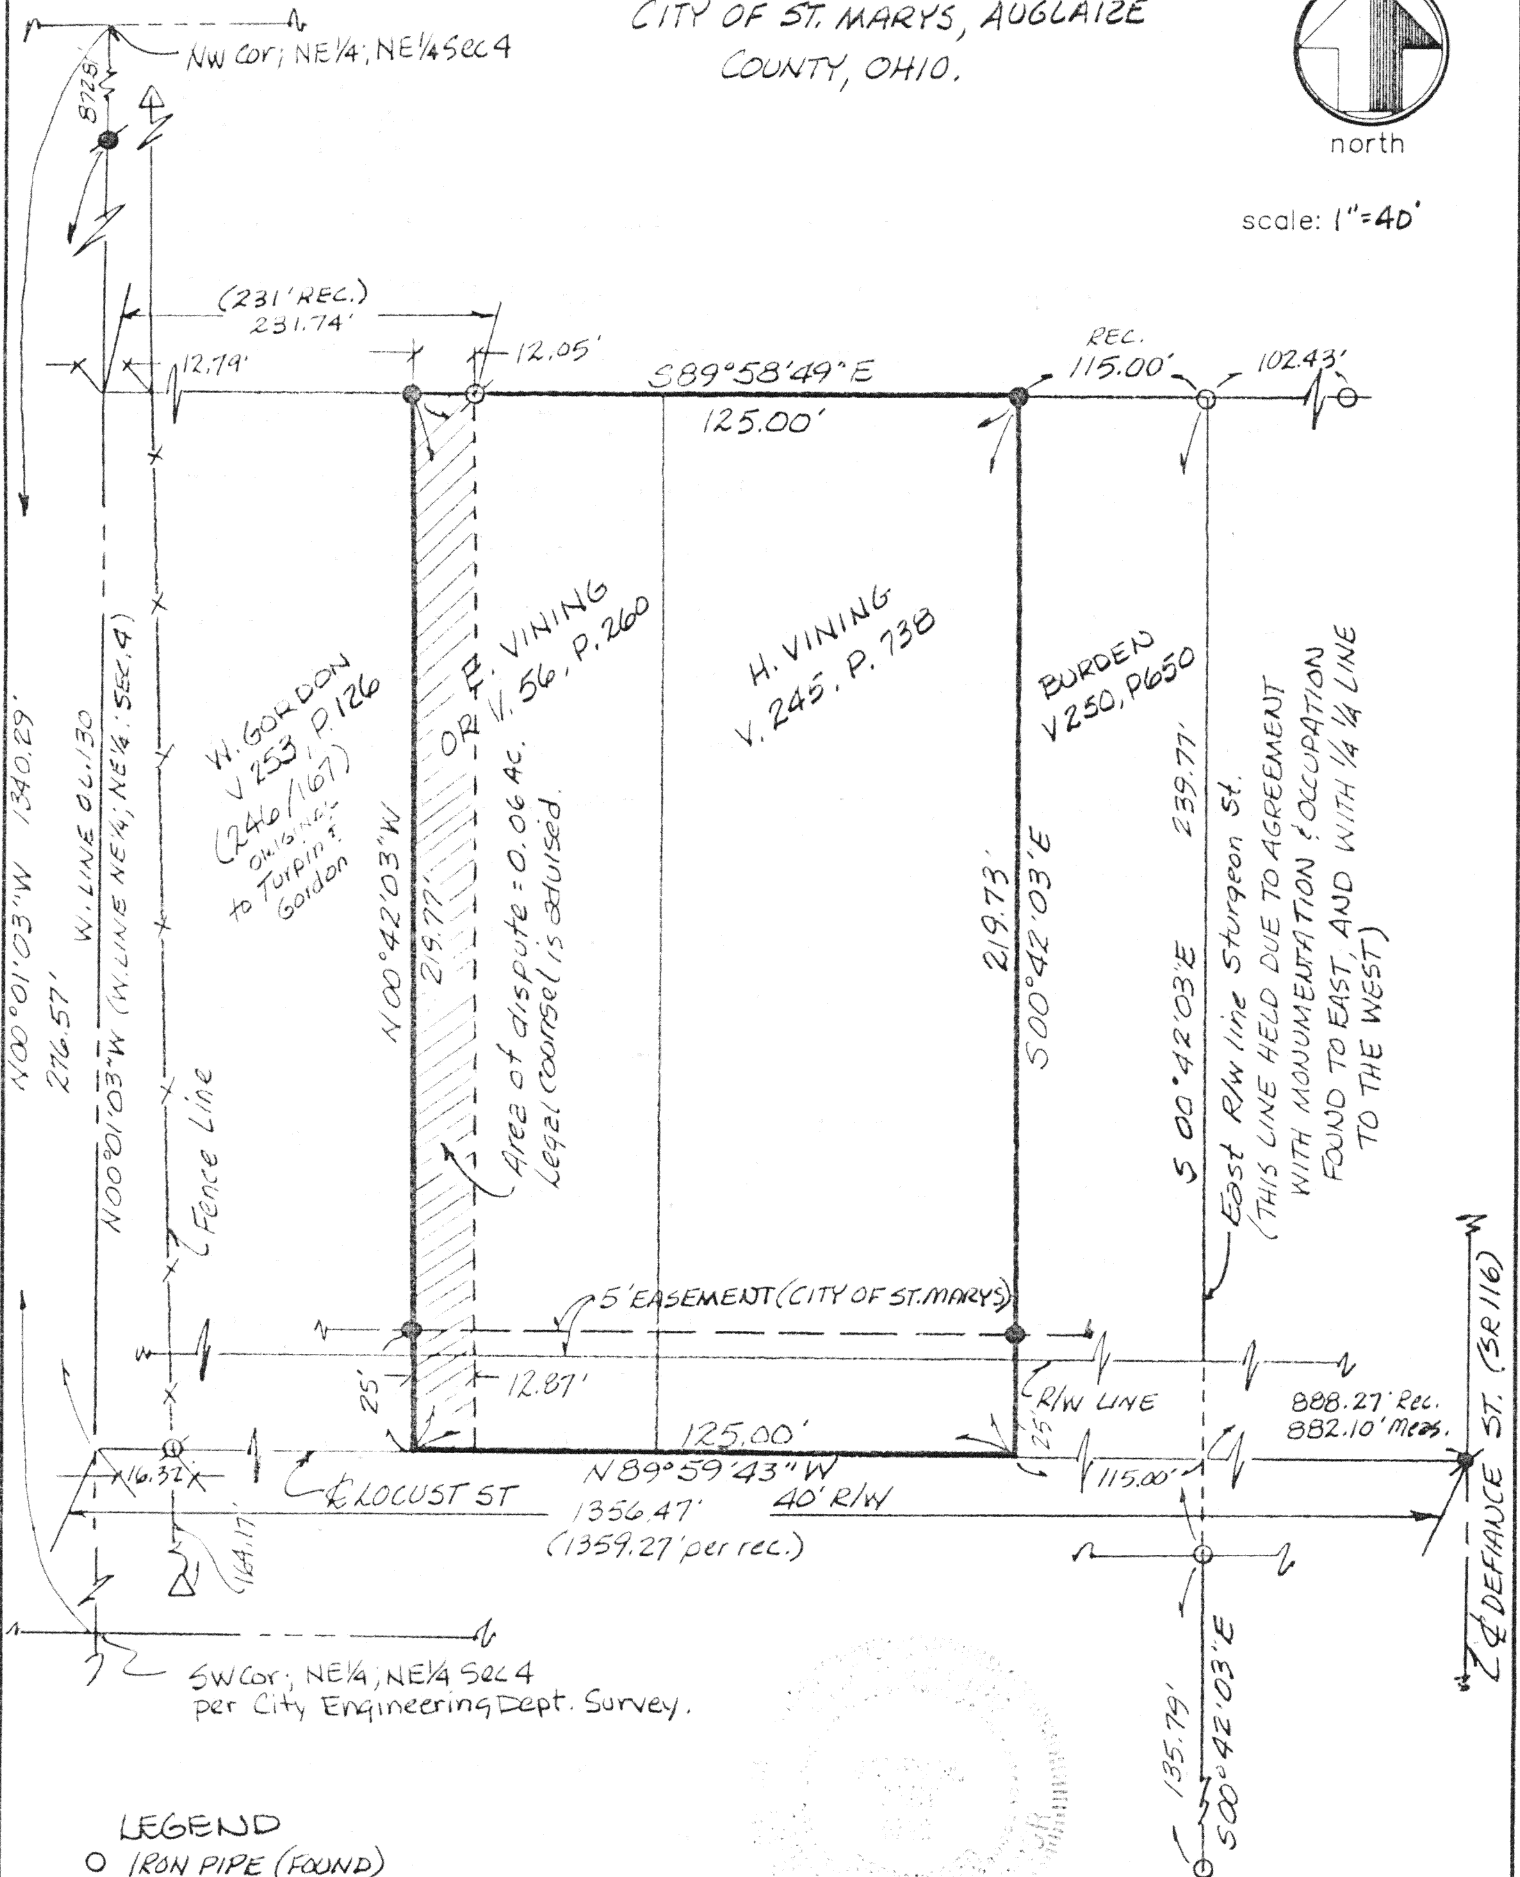 CITY OF ST. MARYS, AUGLAIZE
COUNTY, OHIO.
NW Cor; NE1/4; NE1/4 Sec 4
872.81'
north
scale: 1"=40'
(231' REC.)
231.74'
12.79'
12.05'
S89°58'49"E
125.00'
REC.
115.00'
102.43'
N00°01'03"W 1340.29'
276.57'
W. LINE OL.130
N00°01'03"W (W.LINE NE1/4; NE1/4; SEC.4)
Fence Line
W. GORDON
V 253, P. 126
(246/167)
to Turpin &
Gordon
N00°42'03"W
219.77'
E. VINING
OR V. 56, P. 260
Area of dispute = 0.06 Ac.
Legal Counsel is advised.
H. VINING
V. 245, P. 738
219.73'
S00°42'03"E
BURDEN
V 250, P650
S 00°42'03"E 239.77'
East R/W line Sturgeon St.
(THIS LINE HELD DUE TO AGREEMENT
WITH MONUMENTATION & OCCUPATION
FOUND TO EAST, AND WITH 1/4 1/4 LINE
TO THE WEST)
5' EASEMENT (CITY OF ST. MARYS)
25'
12.87'
R/W LINE
25'
888.27' Rec.
882.10' Meas.
125.00'
N89°59'43"W
16.32
℄ LOCUST ST
40' R/W
115.00'
1356.47'
(1359.27' per rec.)
164.17'
℄ DEFIANCE ST. (SR 116)
SW Cor; NE1/4; NE1/4 Sec 4
per City Engineering Dept. Survey.
135.79'
S00°42'03"E
LEGEND
O IRON PIPE (FOUND)